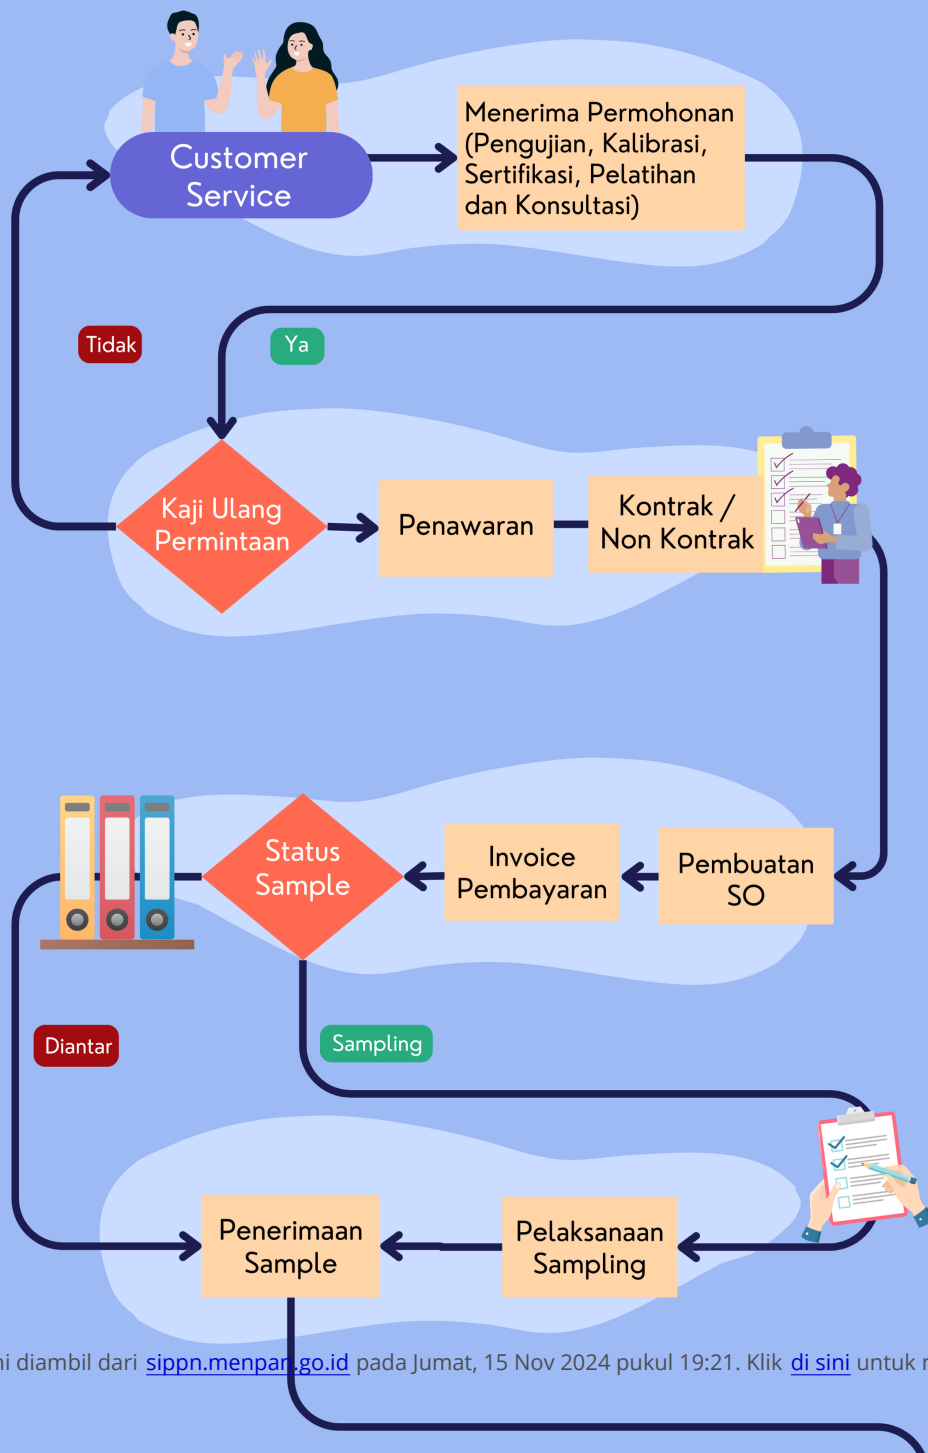 Customer
Service
Menerima Permohonan
(Pengujian, Kalibrasi,
Sertifikasi, Pelatihan
dan Konsultasi)
Tidak
Ya
Kaji Ulang
Permintaan
Penawaran
Kontrak /
Non Kontrak
Status
Sample
Invoice
Pembayaran
Pembuatan
SO
Diantar
Sampling
Penerimaan
Sample
Pelaksanaan
Sampling
diambil dari sippn.menpan.go.id pada Jumat, 15 Nov 2024 pukul 19:21. Klik di sini untuk